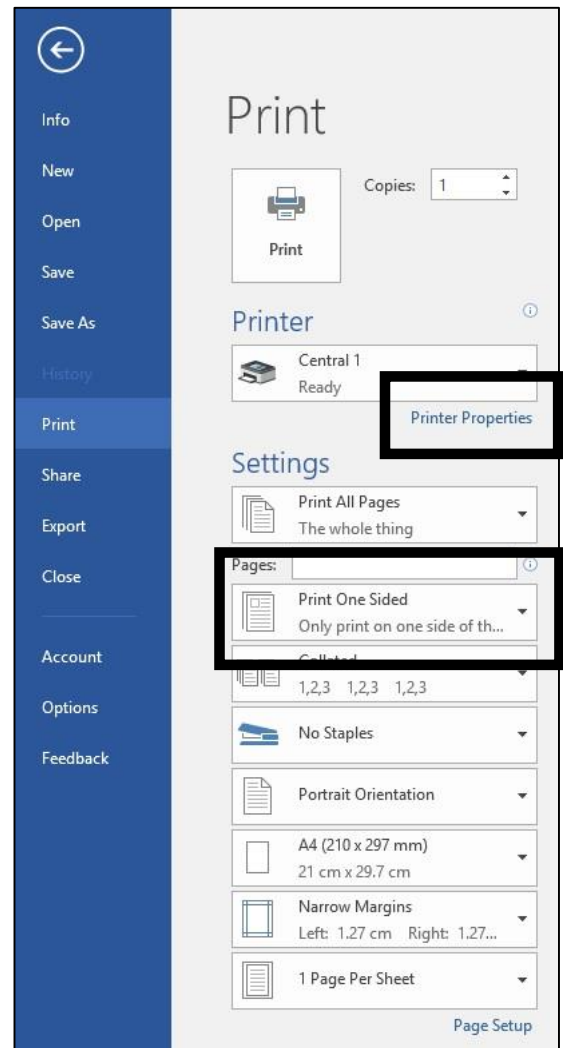 Info
New
Open
Save
Save As
History
Print
Share
Export
Close
Account
Options
Feedback
Print
Copies: 1
Print
Printer
Central 1
Ready
Printer Properties
Settings
Print All Pages
The whole thing
Pages:
Print One Sided
Only print on one side of th...
Collated
1,2,3 1,2,3 1,2,3
No Staples
Portrait Orientation
A4 (210 x 297 mm)
21 cm x 29.7 cm
Narrow Margins
Left: 1.27 cm Right: 1.27...
1 Page Per Sheet
Page Setup